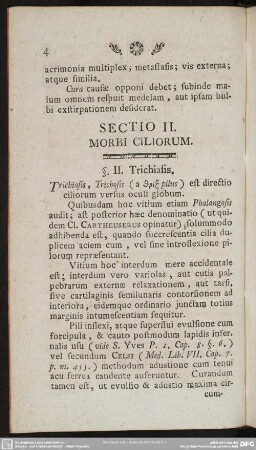 4
acrimonia multiplex; metastasis; vis externa;
atque similia.
Cura causæ opponi debet; subinde ma-
lum omnem respuit medelam, aut ipsam bul-
bi exstirpationem desiderat.
SECTIO II.
MORBI CILIORUM.
§. II. Trichiasis.
Trichiasis, Trichosis (a Θριξ pilus) est directio
ciliorum versus oculi globum.
Quibusdam hoc vitium etiam Phalangosis
audit; ast posterior hæc denominatio (ut qui-
dem Cl. CARTHEUSERUS opinatur) solummodo
adhibenda est, quando succrescentia cilia du-
plicem aciem cum, vel sine introflexione pi-
lorum repræsentant.
Vitium hoc interdum mere accidentale
est; interdum vero variolas, aut cutis pal-
pebrarum externæ relaxationem, aut tarsi,
sive cartilaginis semilunaris contorsionem ad
interiora, eidemque ordinario junctam totius
marginis intumescentiam sequitur.
Pili inflexi, atque superflui evulsione cum
forcipula, & cauto postmodum lapidis infer-
nalis usu (vide S. Yves P. 1. Cap. 8. §. 6.)
vel secundum CELSI (Med. Lib. VII. Cap. 7.
p. m. 455.) methodum adustione cum tenui
acu ferrea candente auferuntur. Curandum
tamen est, ut evulsio & adustio maxima cir-
cum-